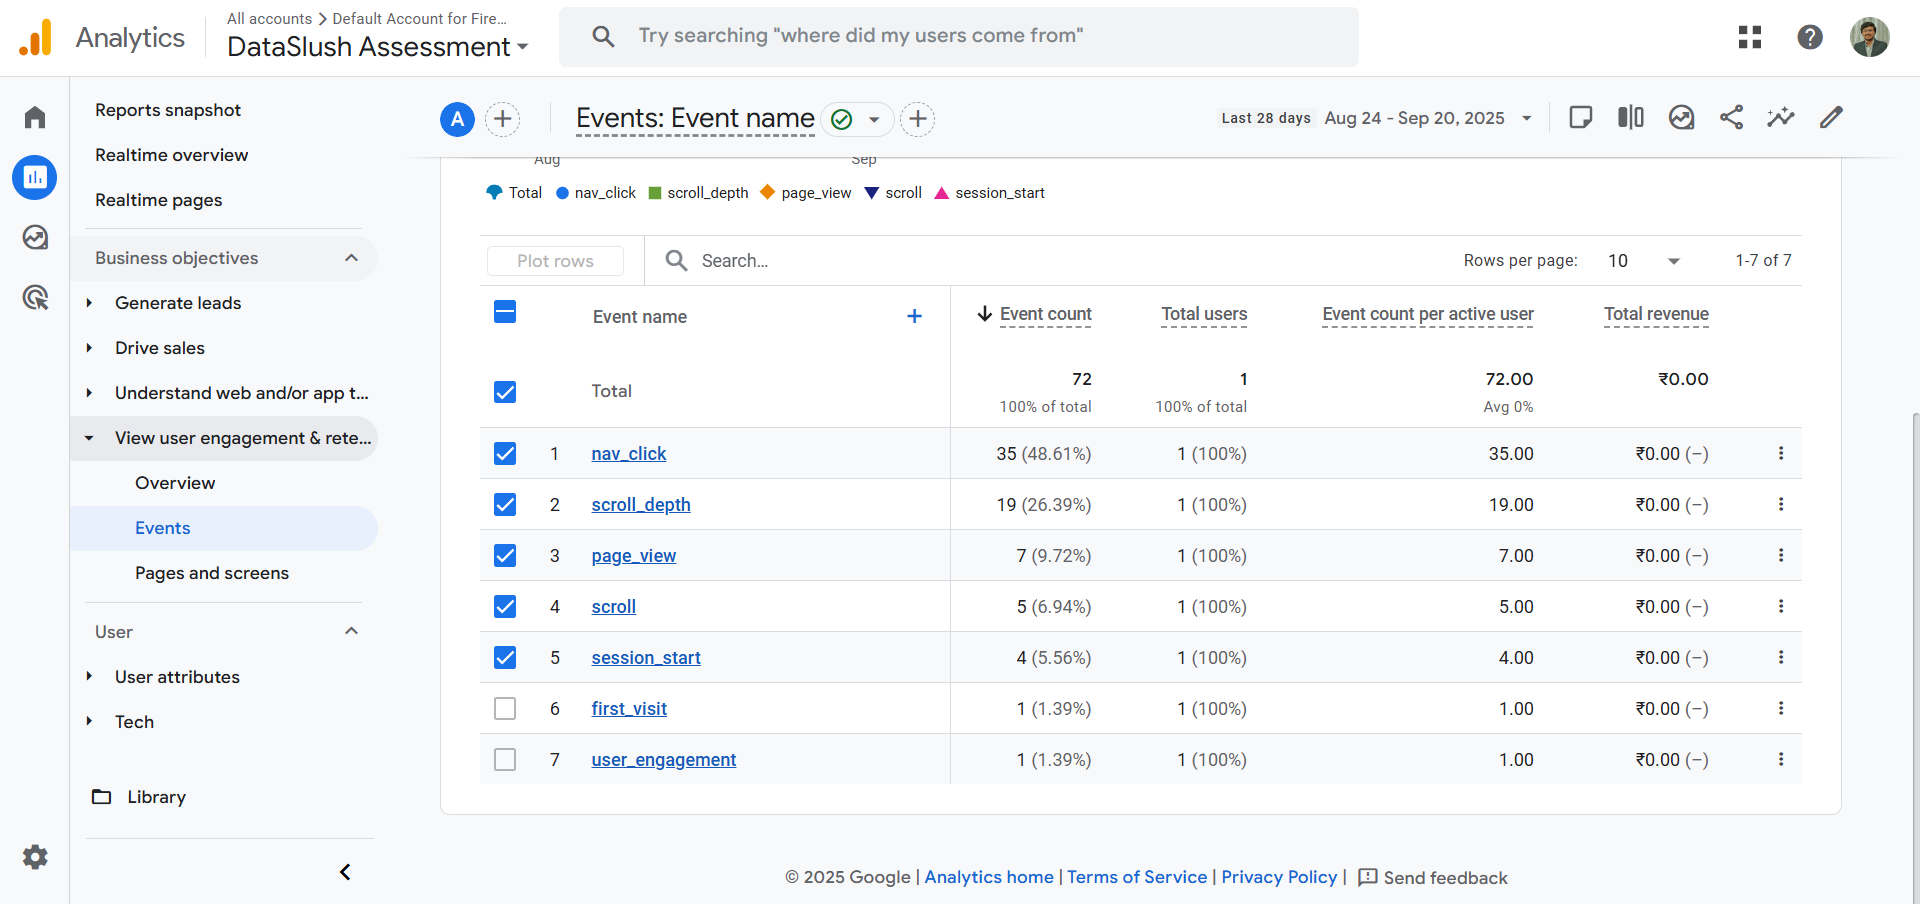 Analytics
All accounts > Default Account for Fire...
DataSlush Assessment
Try searching "where did my users come from"
Reports snapshot
Realtime overview
Realtime pages
Business objectives
Generate leads
Drive sales
Understand web and/or app t...
View user engagement & rete...
Overview
Events
Pages and screens
User
User attributes
Tech
Library
A
Events: Event name
Last 28 days Aug 24 - Sep 20, 2025
Aug Sep
Total nav_click scroll_depth page_view scroll session_start
Plot rows Search... Rows per page: 10 1-7 of 7
Event name Event count Total users Event count per active user Total revenue
Total 72 1 72.00 ₹0.00
100% of total 100% of total Avg 0%
1 nav_click 35 (48.61%) 1 (100%) 35.00 ₹0.00 (–)
2 scroll_depth 19 (26.39%) 1 (100%) 19.00 ₹0.00 (–)
3 page_view 7 (9.72%) 1 (100%) 7.00 ₹0.00 (–)
4 scroll 5 (6.94%) 1 (100%) 5.00 ₹0.00 (–)
5 session_start 4 (5.56%) 1 (100%) 4.00 ₹0.00 (–)
6 first_visit 1 (1.39%) 1 (100%) 1.00 ₹0.00 (–)
7 user_engagement 1 (1.39%) 1 (100%) 1.00 ₹0.00 (–)
© 2025 Google | Analytics home | Terms of Service | Privacy Policy | Send feedback